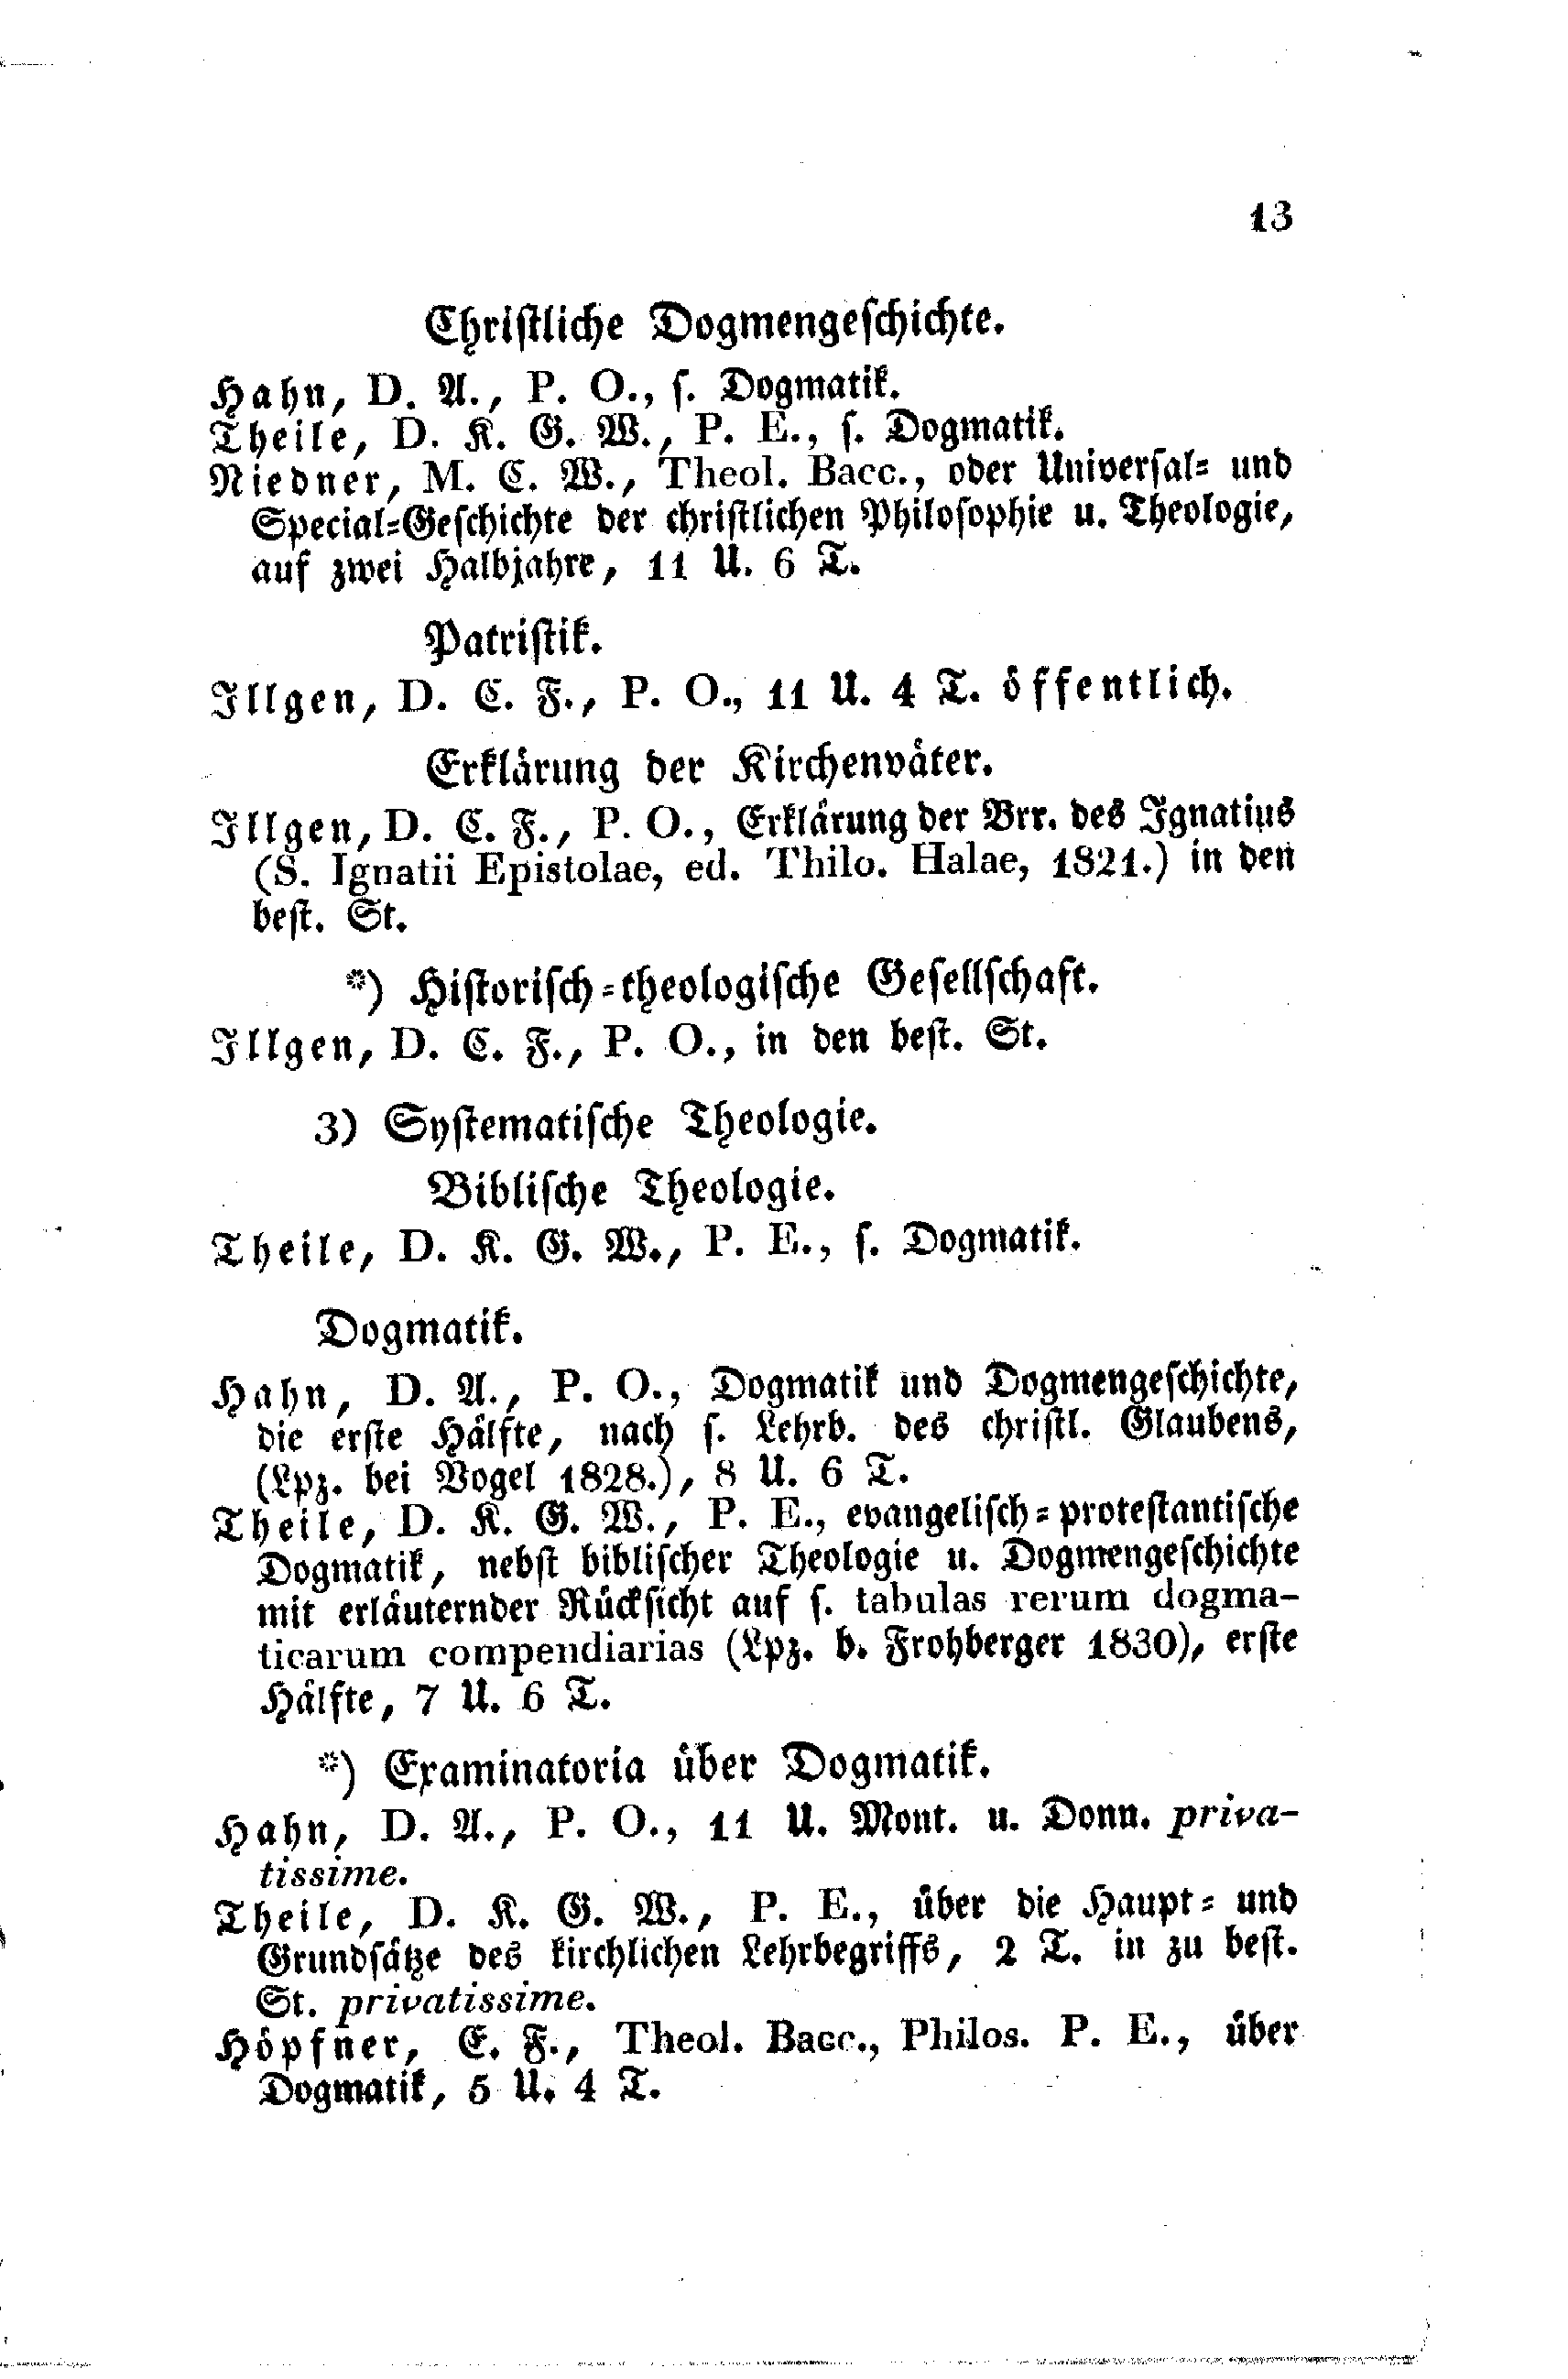 13
Christliche Dogmengeschichte.
Hahn, D. A., P. O., s. Dogmatik.
Theile, D. K. G. W., P. E., s. Dogmatik.
Niedner, M. C. W., Theol. Bacc., oder Universal- und
Special-Geschichte der christlichen Philosophie u. Theologie,
auf zwei Halbjahre, 11 U. 6 T.
Patristik.
Illgen, D. C. F., P. O., 11 U. 4 T. öffentlich.
Erklärung der Kirchenväter.
Illgen, D. C. F., P. O., Erklärung der Brr. des Ignatius
(S. Ignatii Epistolae, ed. Thilo. Halae, 1821.) in den
best. St.
*) Historisch-theologische Gesellschaft.
Illgen, D. C. F., P. O., in den best. St.
3) Systematische Theologie.
Biblische Theologie.
Theile, D. K. G. W., P. E., s. Dogmatik.
Dogmatik.
Hahn, D. A., P. O., Dogmatik und Dogmengeschichte,
die erste Hälfte, nach s. Lehrb. des christl. Glaubens,
(Lpz. bei Vogel 1828.), 8 U. 6 T.
Theile, D. K. G. W., P. E., evangelisch-protestantische
Dogmatik, nebst biblischer Theologie u. Dogmengeschichte
mit erläuternder Rücksicht auf s. tabulas rerum dogma-
ticarum compendiarias (Lpz. b. Frohberger 1830), erste
Hälfte, 7 U. 6 T.
*) Examinatoria über Dogmatik.
Hahn, D. A., P. O., 11 U. Mont. u. Donn. priva-
tissime.
Theile, D. K. G. W., P. E., über die Haupt- und
Grundsätze des kirchlichen Lehrbegriffs, 2 T. in zu best.
St. privatissime.
Höpfner, E. F., Theol. Bacc., Philos. P. E., über
Dogmatik, 5 U. 4 T.